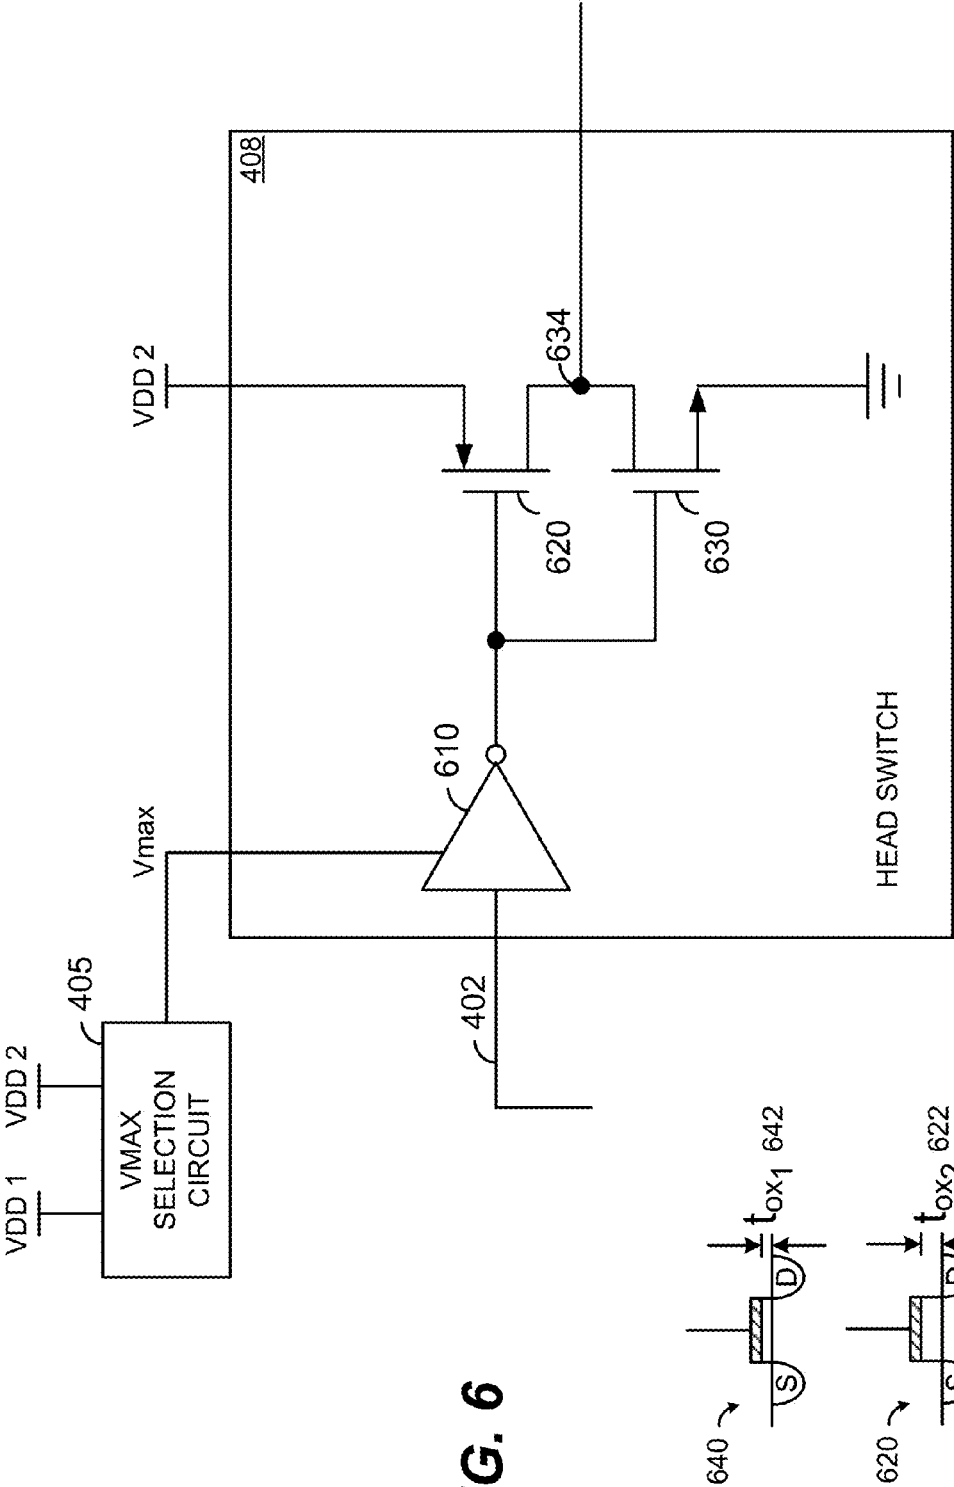 VDD 1
VDD 2
405
VMAX
SELECTION
CIRCUIT
Vmax
VDD 2
408
402
610
620
634
630
HEAD SWITCH
G. 6
640
S
D
tox1 642
620
S
D
tox2 622